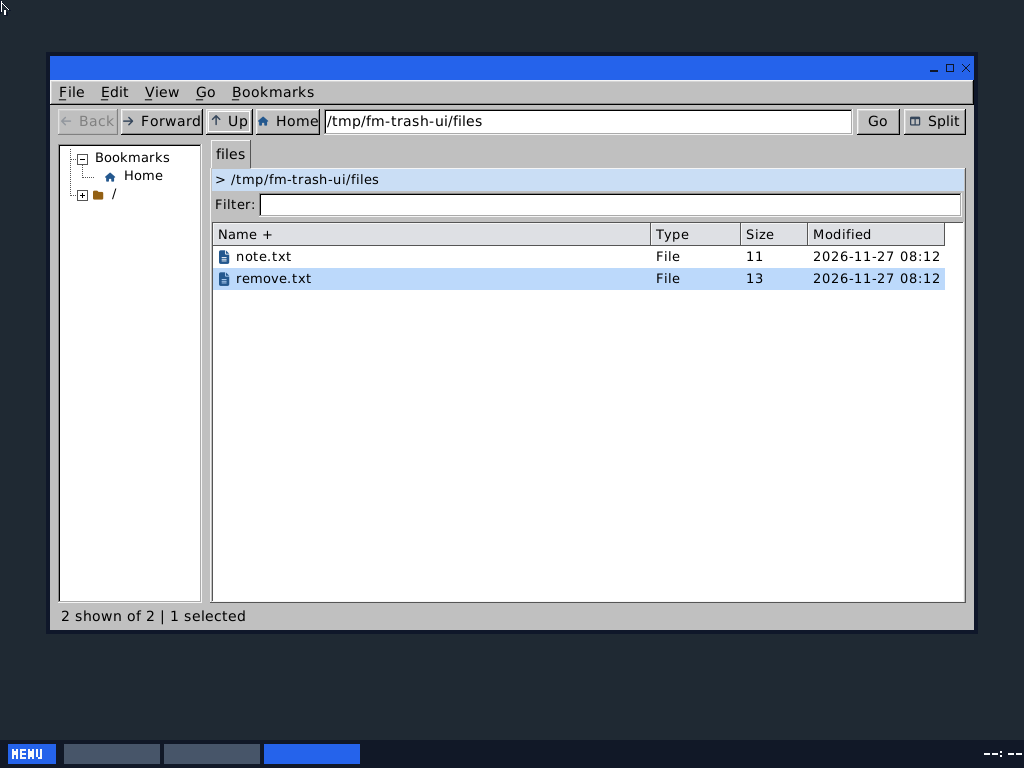 File Edit View Go Bookmarks
← Back → Forward ↑ Up Home /tmp/fm-trash-ui/files Go Split
Bookmarks
Home
/
files
> /tmp/fm-trash-ui/files
Filter:
Name + Type Size Modified
note.txt File 11 2026-11-27 08:12
remove.txt File 13 2026-11-27 08:12
2 shown of 2 | 1 selected
MENU --:--